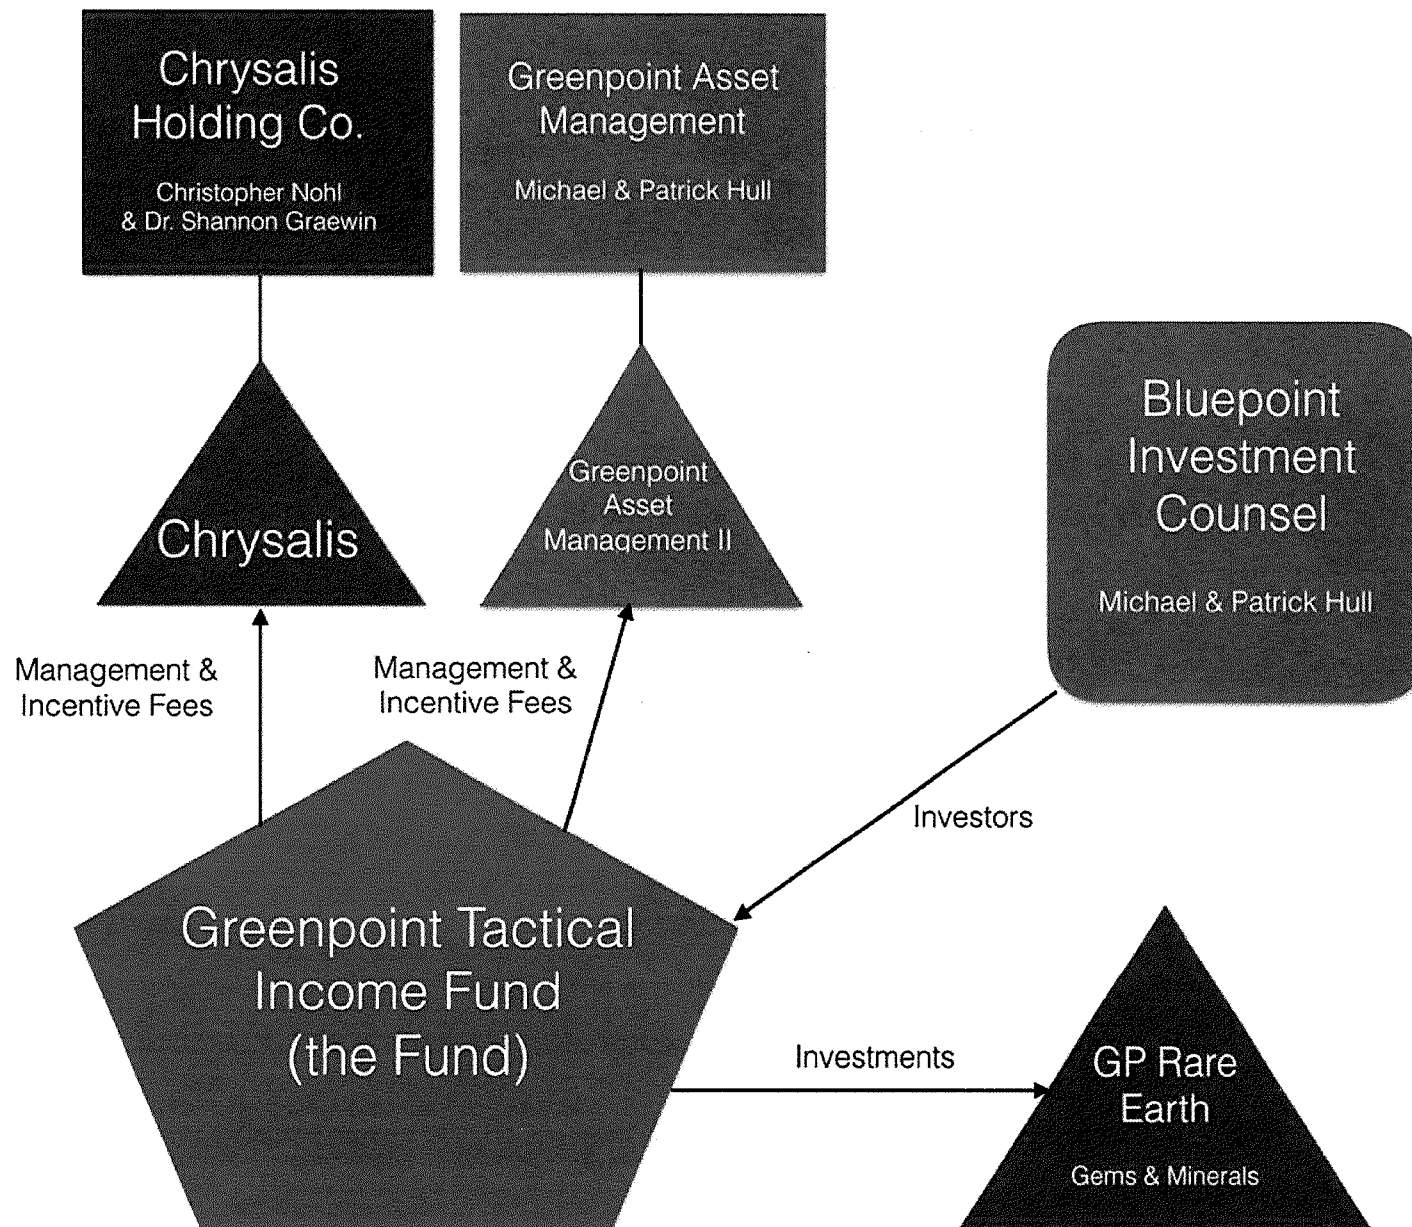 Chrysalis
Holding Co.
Christopher Nohl
& Dr. Shannon Graewin
Greenpoint Asset
Management
Michael & Patrick Hull
Chrysalis
Greenpoint
Asset
Management II
Bluepoint
Investment
Counsel
Michael & Patrick Hull
Management &
Incentive Fees
Management &
Incentive Fees
Investors
Greenpoint Tactical
Income Fund
(the Fund)
Investments
GP Rare
Earth
Gems & Minerals